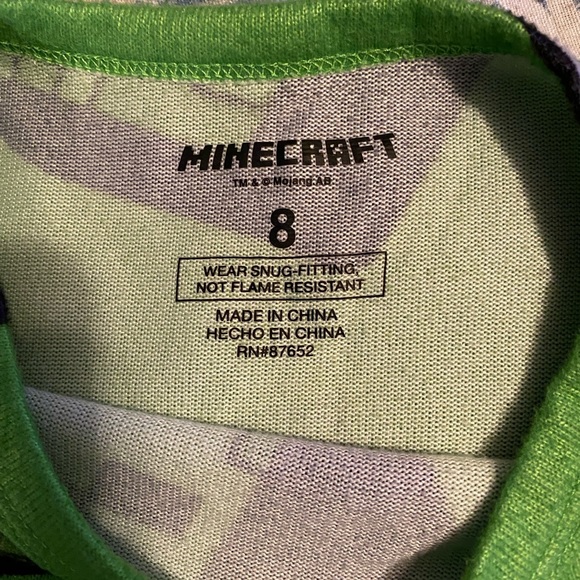 MINECRAFT
TM & © Mojang AB
8
WEAR SNUG-FITTING,
NOT FLAME RESISTANT
MADE IN CHINA
HECHO EN CHINA
RN#87652